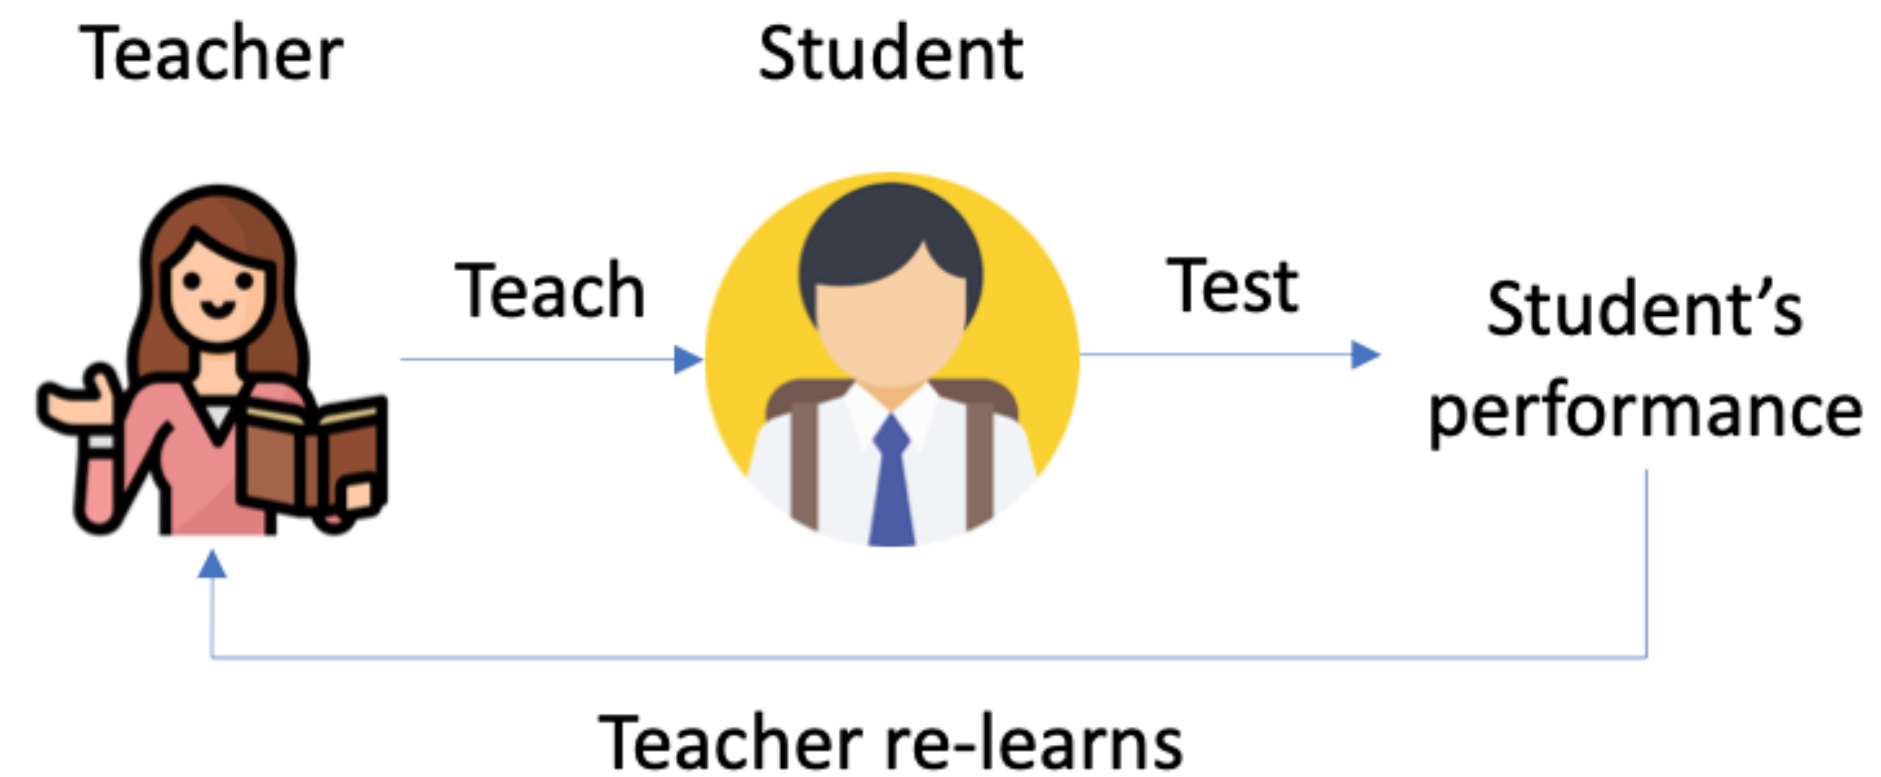 Teacher
Student
Teach
Test
Student’s
performance
Teacher re-learns